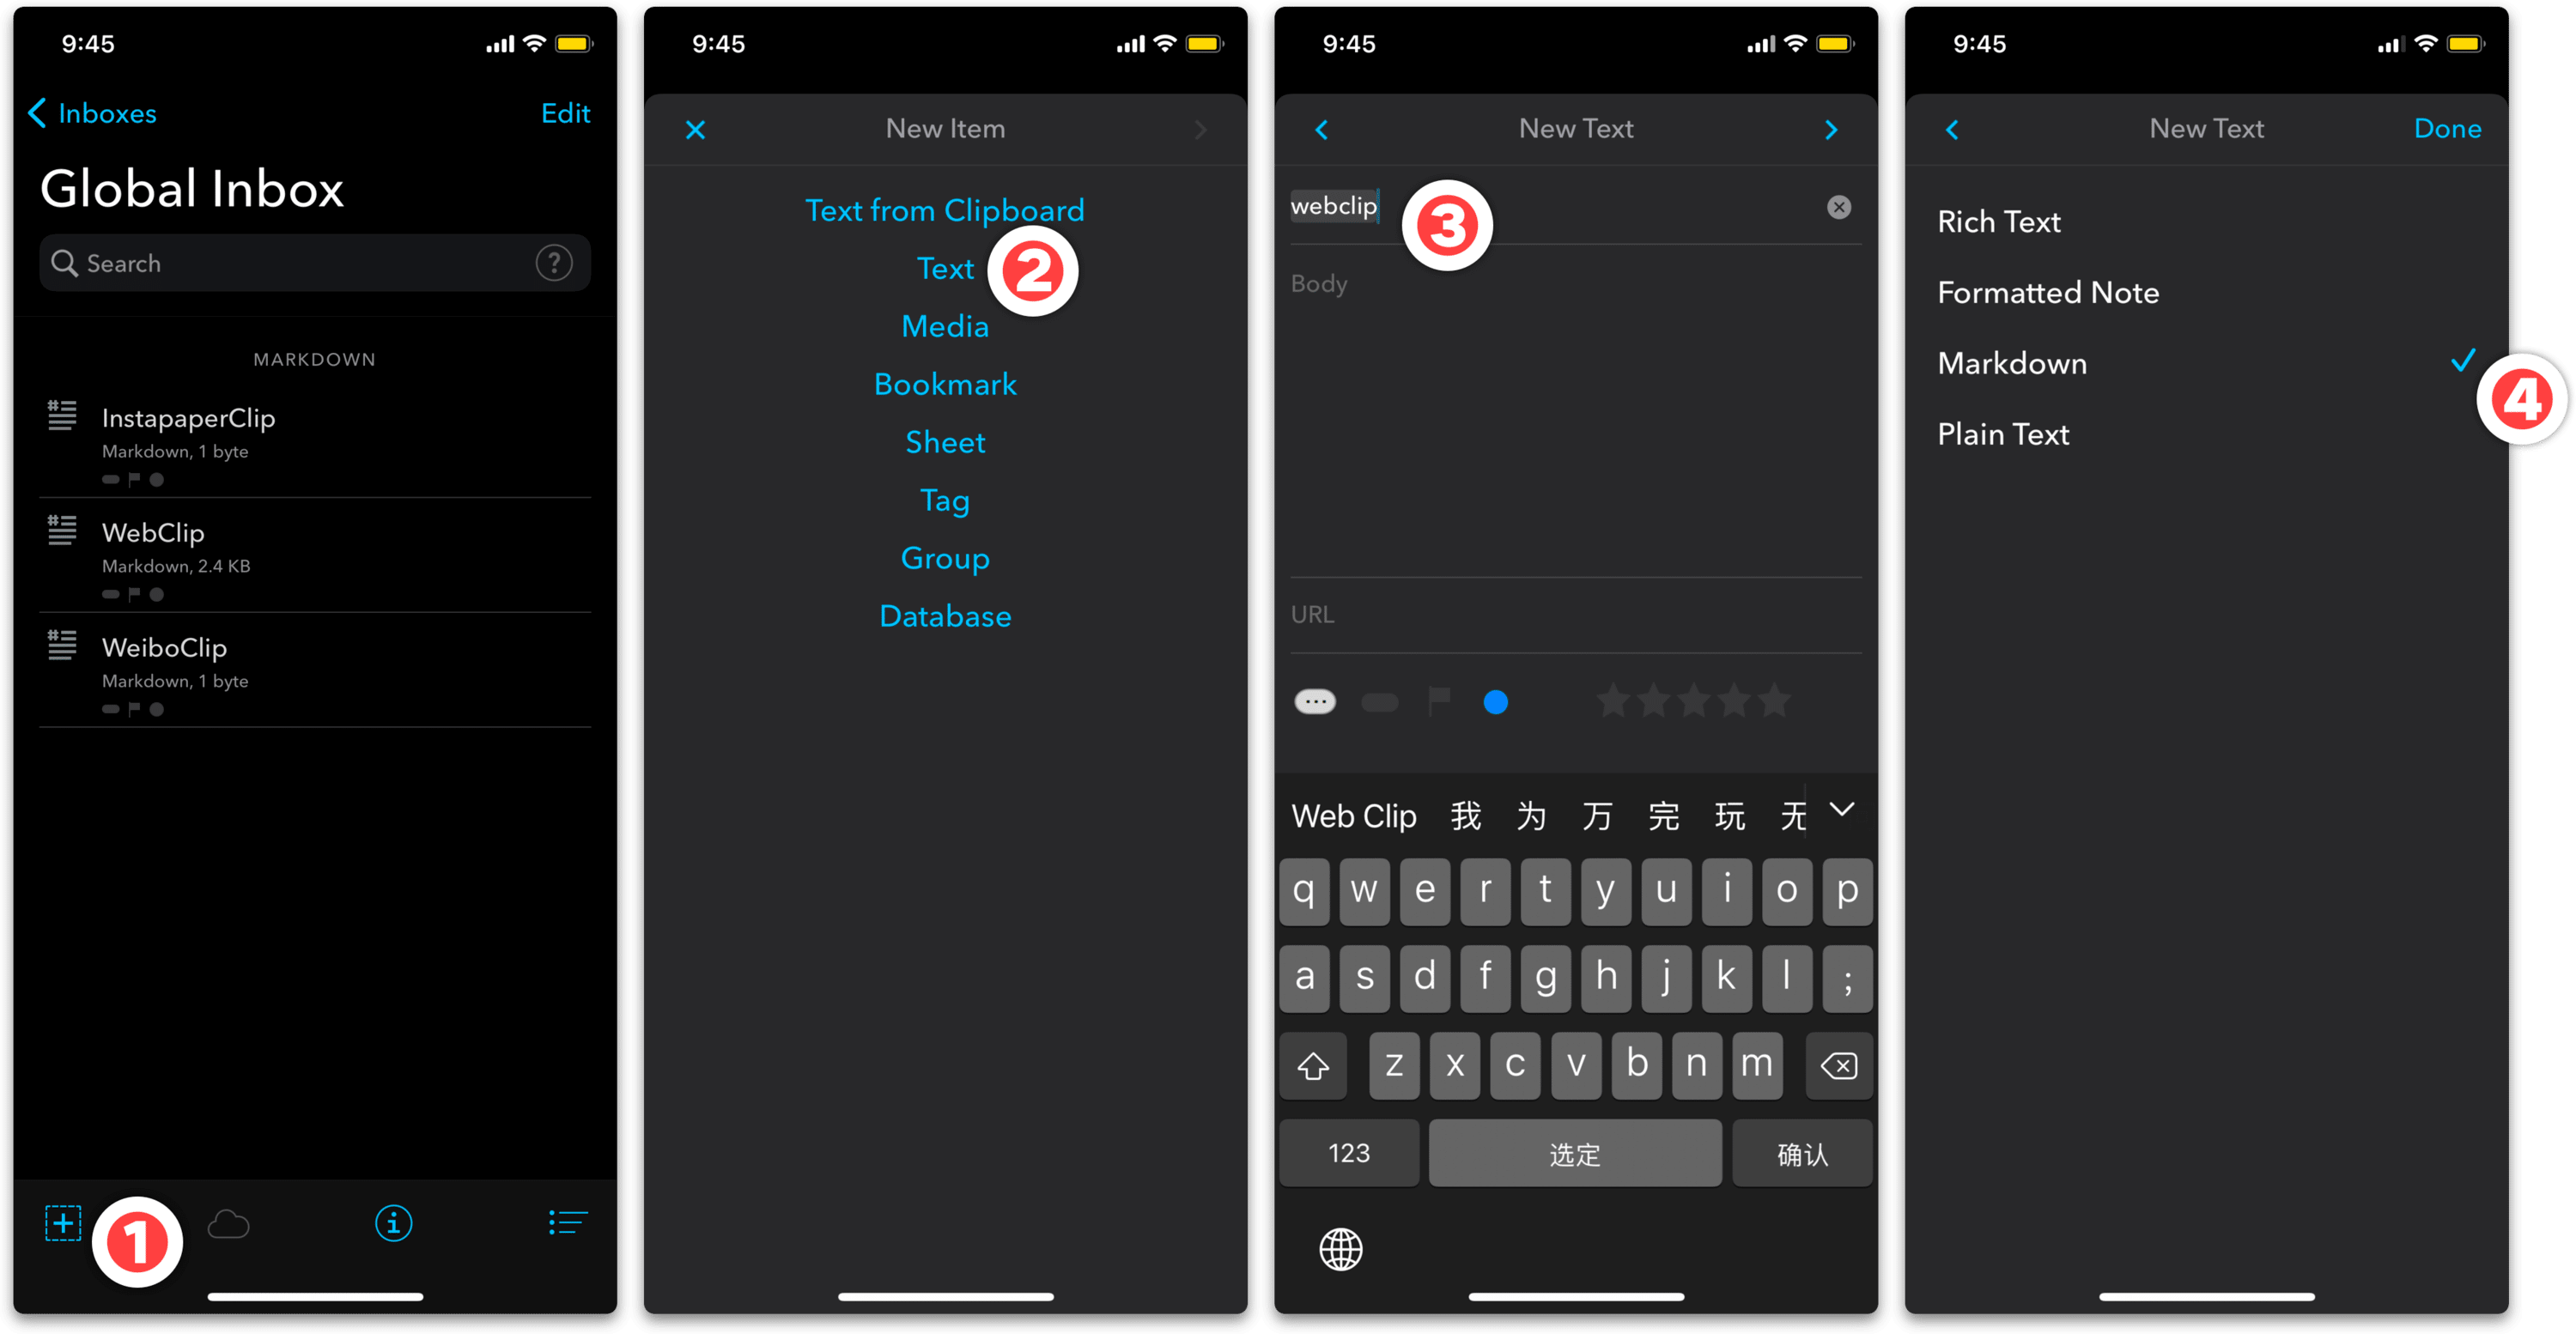 9:45
Inboxes
Edit
Global Inbox
Search
?
MARKDOWN
InstapaperClip
Markdown, 1 byte
WebClip
Markdown, 2.4 KB
WeiboClip
Markdown, 1 byte
1
9:45
New Item
Text from Clipboard
Text
2
Media
Bookmark
Sheet
Tag
Group
Database
9:45
New Text
webclip
3
Body
URL
Web Clip 我 为 万 完 玩 无
q w e r t y u i o p
a s d f g h j k l ;
z x c v b n m
123 选定 确认
9:45
New Text
Done
Rich Text
Formatted Note
Markdown
4
Plain Text